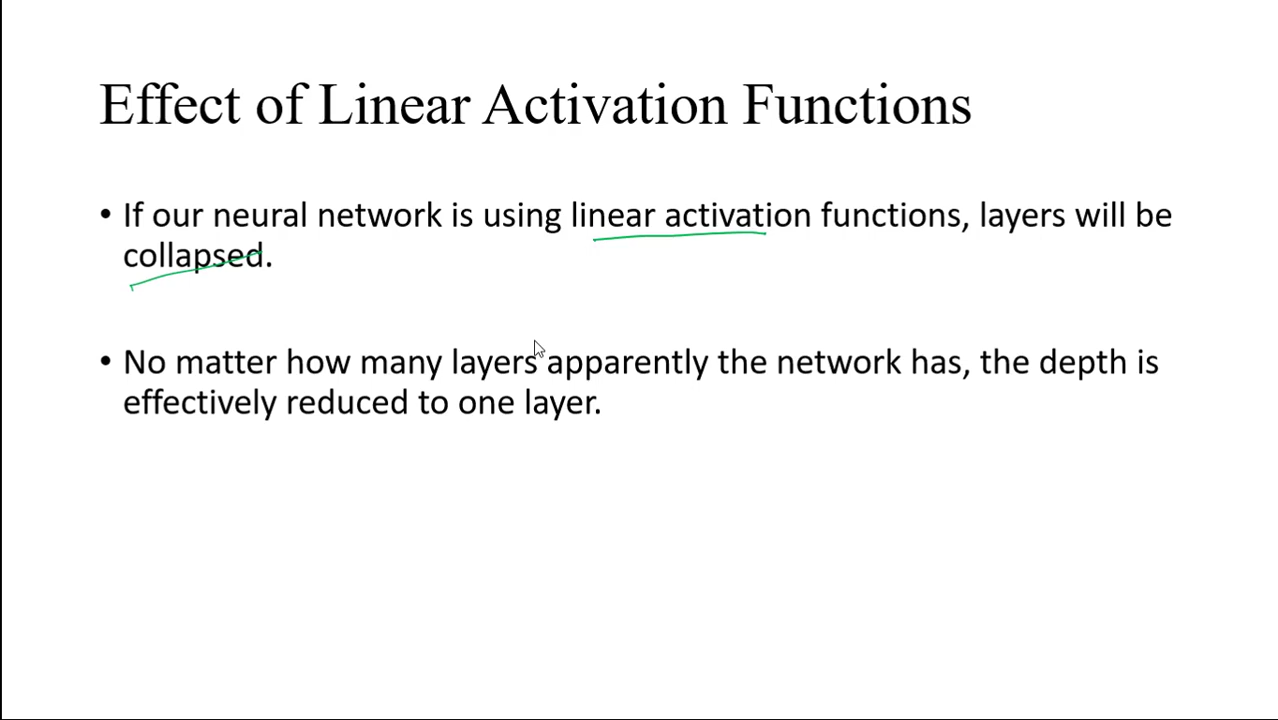 Effect of Linear Activation Functions
• If our neural network is using linear activation functions, layers will be
collapsed.
• No matter how many layers apparently the network has, the depth is
effectively reduced to one layer.